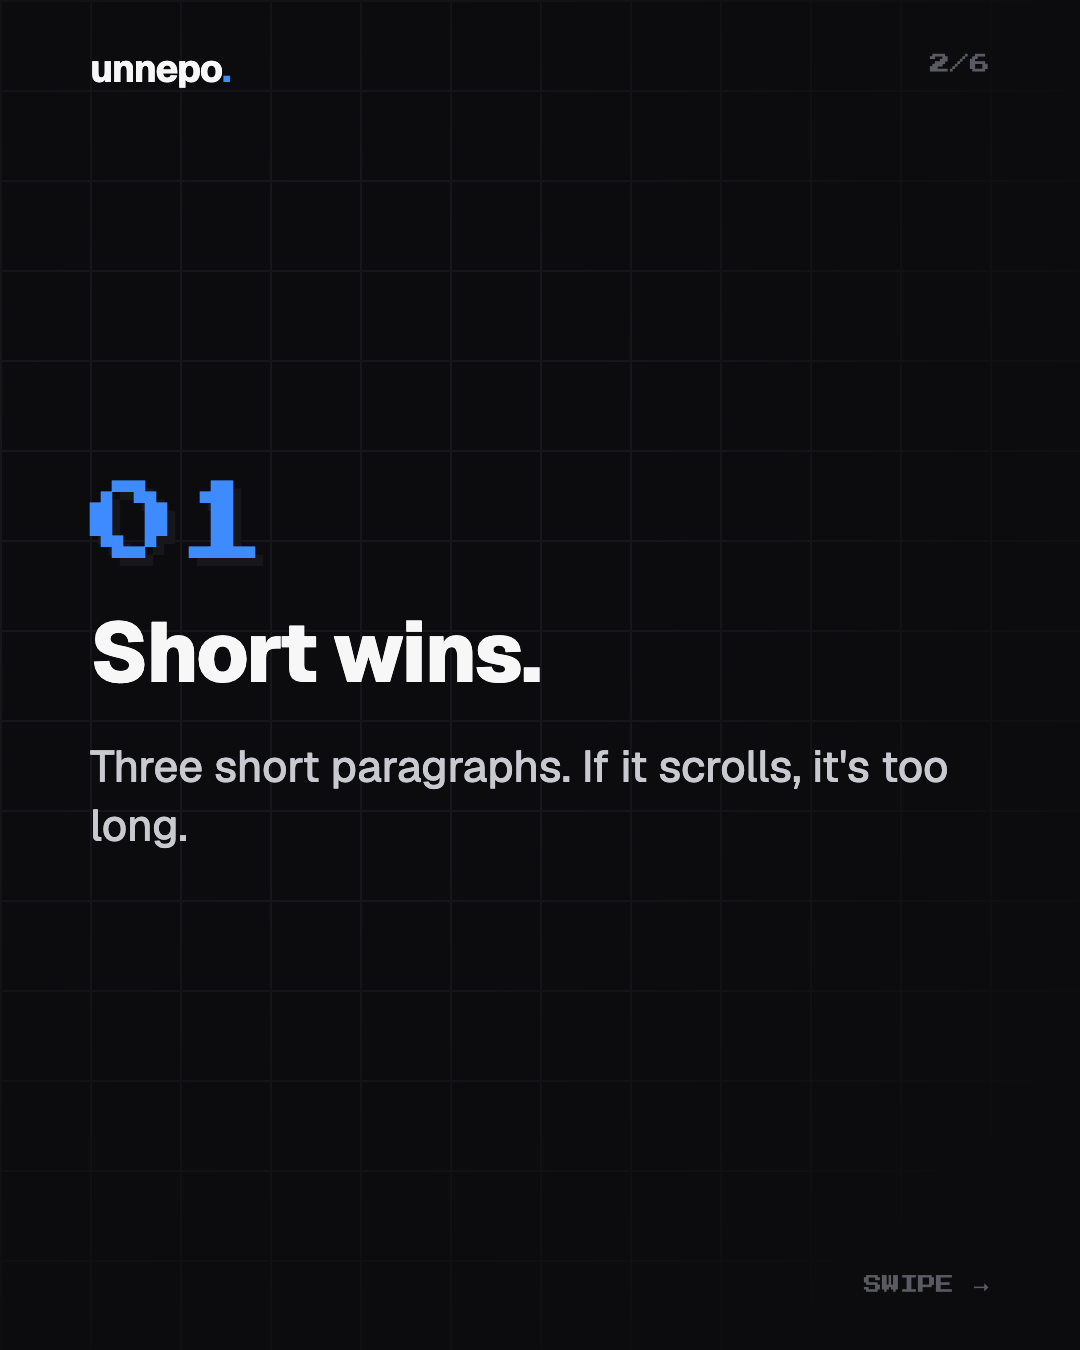 unnepo.
2/6
01
Short wins.
Three short paragraphs. If it scrolls, it's too
long.
SWIPE →